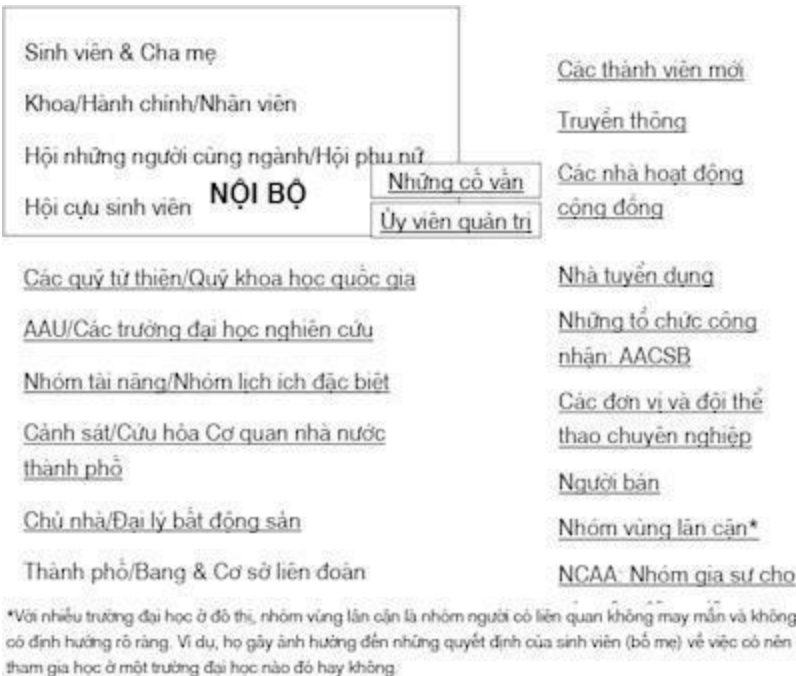 Sinh viên & Cha mẹ
Khoa/Hành chính/Nhân viên
Hội những người cùng ngành/Hội phụ nữ
Hội cựu sinh viên
NỘI BỘ
Những cố vấn
Ủy viên quản trị
Các quỹ từ thiện/Quỹ khoa học quốc gia
AAU/Các trường đại học nghiên cứu
Nhóm tài năng/Nhóm lịch ích đặc biệt
Cảnh sát/Cứu hỏa Cơ quan nhà nước
thành phố
Chủ nhà/Đại lý bất động sản
Thành phố/Bang & Cơ sở liên đoàn
Các thành viên mới
Truyền thông
Các nhà hoạt động
cộng đồng
Nhà tuyển dụng
Những tổ chức công
nhận: AACSB
Các đơn vị và đội thể
thao chuyên nghiệp
Người bán
Nhóm vùng lân cận*
NCAA: Nhóm gia sư cho
*Với nhiều trường đại học ở đô thị, nhóm vùng lân cận là nhóm người có liên quan không may mắn và không
có định hướng rõ ràng. Ví dụ, họ gây ảnh hưởng đến những quyết định của sinh viên (bố mẹ) về việc có nên
tham gia học ở một trường đại học nào đó hay không.